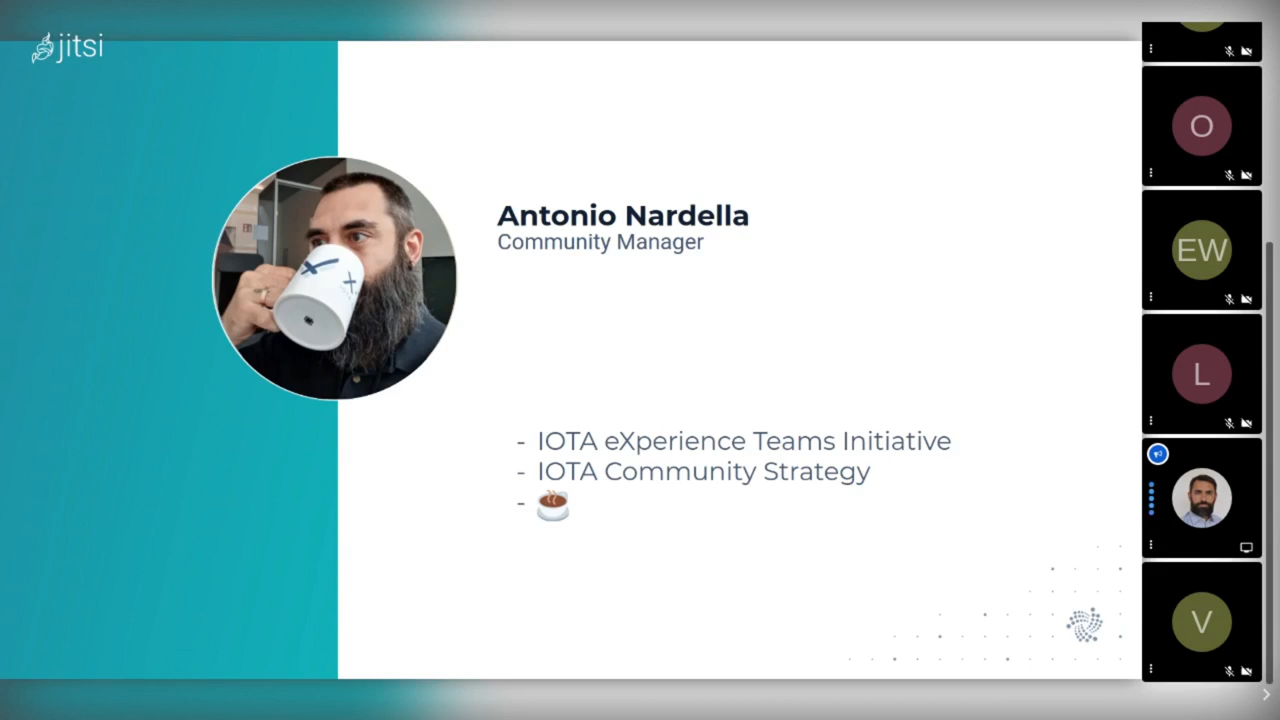 jitsi
Antonio Nardella
Community Manager
- IOTA eXperience Teams Initiative
- IOTA Community Strategy
-
O
EW
L
V